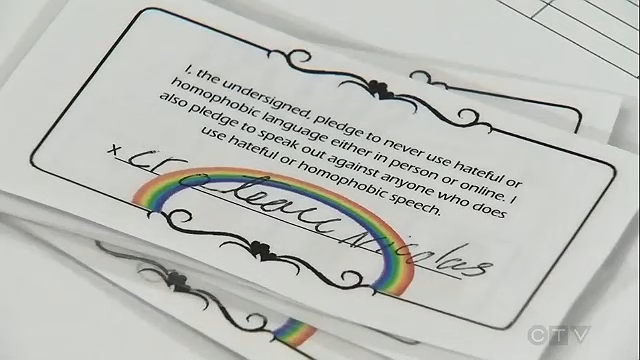 I, the undersigned, pledge to never use hateful or
homophobic language either in person or online. I
also pledge to speak out against anyone who does
use hateful or homophobic speech.
x
Nicolas
CTV